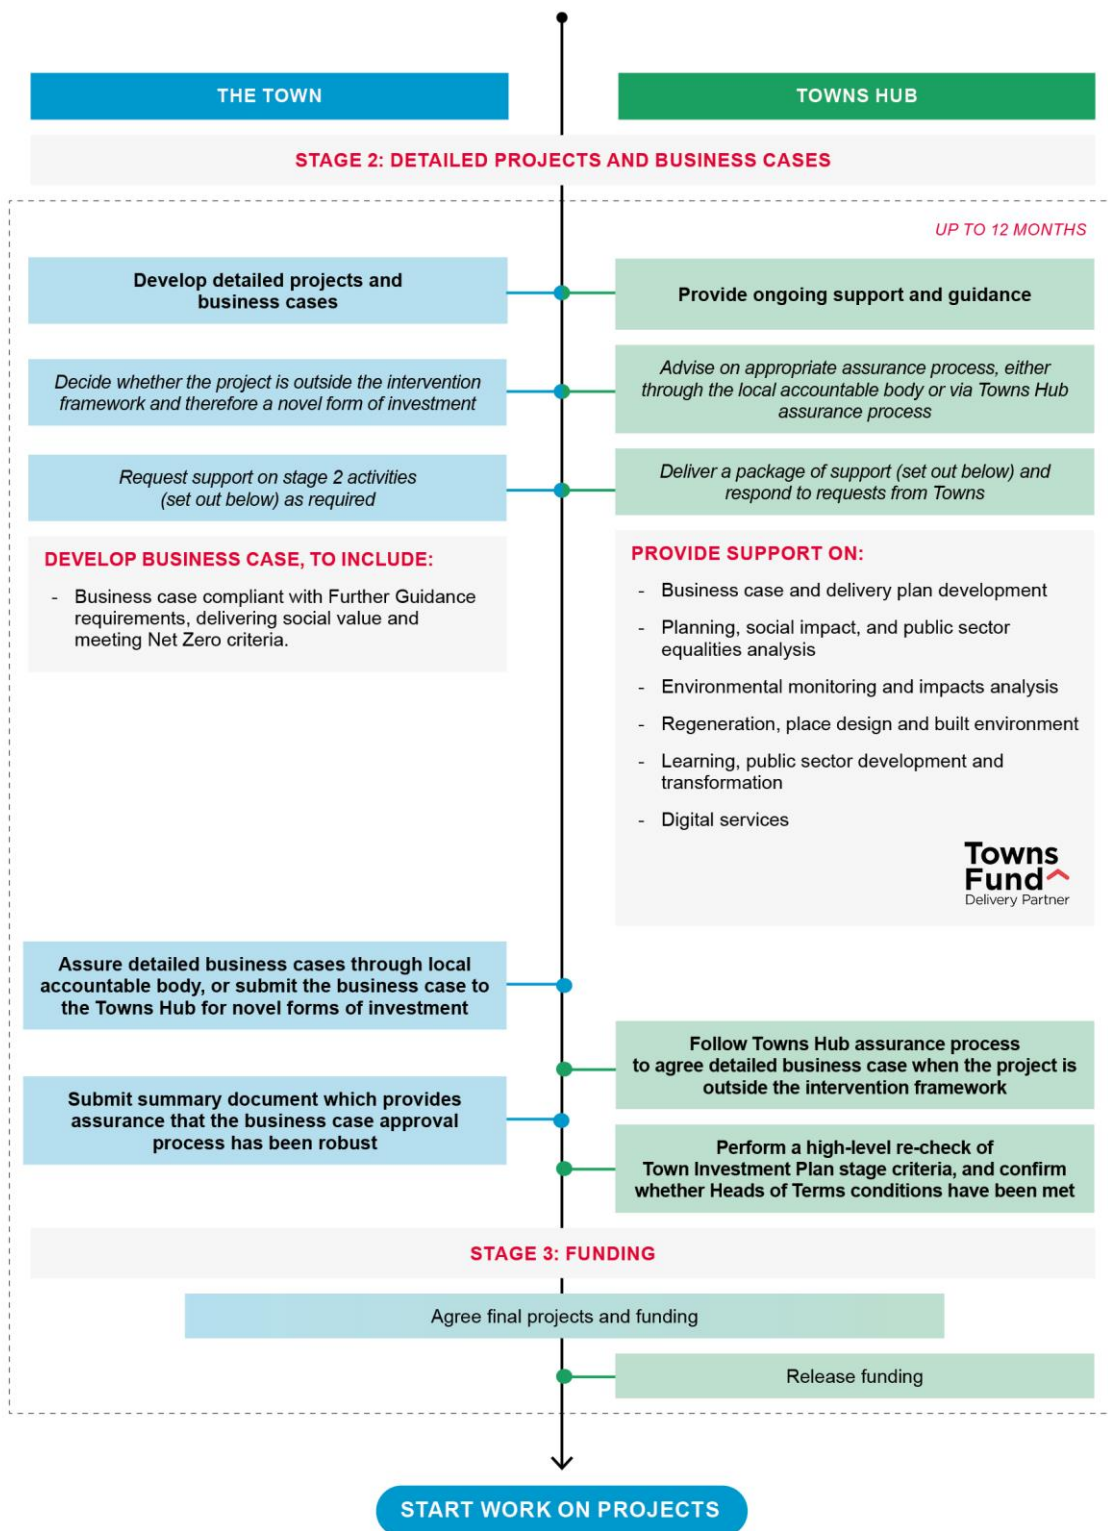 THE TOWN
TOWNS HUB
STAGE 2: DETAILED PROJECTS AND BUSINESS CASES
UP TO 12 MONTHS
Develop detailed projects and
business cases
Provide ongoing support and guidance
Decide whether the project is outside the intervention
framework and therefore a novel form of investment
Advise on appropriate assurance process, either
through the local accountable body or via Towns Hub
assurance process
Request support on stage 2 activities
(set out below) as required
Deliver a package of support (set out below) and
respond to requests from Towns
DEVELOP BUSINESS CASE, TO INCLUDE:
- Business case compliant with Further Guidance
requirements, delivering social value and
meeting Net Zero criteria.
PROVIDE SUPPORT ON:
- Business case and delivery plan development
- Planning, social impact, and public sector
equalities analysis
- Environmental monitoring and impacts analysis
- Regeneration, place design and built environment
- Learning, public sector development and
transformation
- Digital services
Towns
Fund
Delivery Partner
Assure detailed business cases through local
accountable body, or submit the business case to
the Towns Hub for novel forms of investment
Follow Towns Hub assurance process
to agree detailed business case when the project is
outside the intervention framework
Submit summary document which provides
assurance that the business case approval
process has been robust
Perform a high-level re-check of
Town Investment Plan stage criteria, and confirm
whether Heads of Terms conditions have been met
STAGE 3: FUNDING
Agree final projects and funding
Release funding
START WORK ON PROJECTS